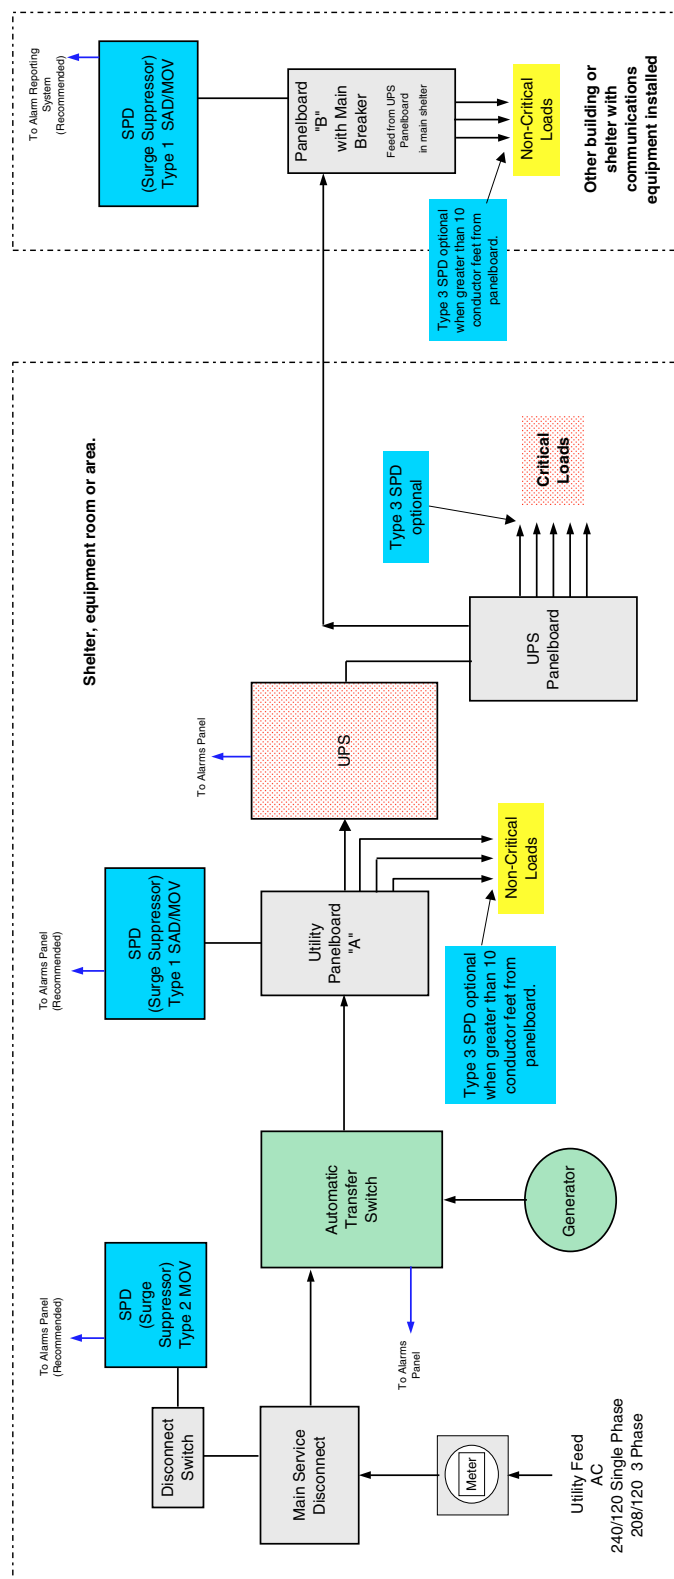 Shelter, equipment room or area.
To Alarms Panel
(Recommended)
SPD
(Surge
Suppressor)
Type 2 MOV
Disconnect
Switch
Main Service
Disconnect
Meter
Utility Feed
AC
240/120 Single Phase
208/120  3 Phase
To Alarms
Panel
Automatic
Transfer
Switch
Generator
To Alarms Panel
(Recommended)
SPD
(Surge Suppressor)
Type 1 SAD/MOV
Utility
Panelboard
"A"
Type 3 SPD optional
when greater than 10
conductor feet from
panelboard.
Non-Critical
Loads
To Alarms Panel
UPS
UPS
Panelboard
Type 3 SPD
optional
Critical
Loads
To Alarm Reporting
System
(Recommended)
SPD
(Surge Suppressor)
Type 1  SAD/MOV
Panelboard
"B"
with Main
Breaker
Feed from UPS
Panelboard
in main shelter
Type 3 SPD optional
when greater than 10
conductor feet from
panelboard.
Non-Critical
Loads
Other building or
shelter with
communications
equipment installed